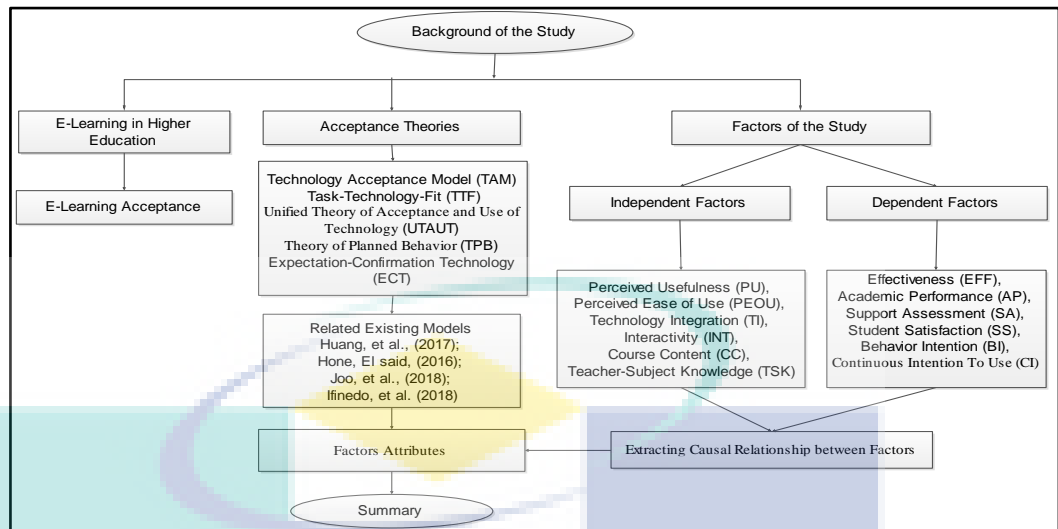 Background of the Study
E-Learning in Higher
Education
Acceptance Theories
Factors of the Study
E-Learning Acceptance
Technology Acceptance Model (TAM)
Task-Technology-Fit (TTF)
Unified Theory of Acceptance and Use of
Technology (UTAUT)
Theory of Planned Behavior (TPB)
Expectation-Confirmation Technology
(ECT)
Independent Factors
Dependent Factors
Perceived Usefulness (PU),
Perceived Ease of Use (PEOU),
Technology Integration (TI),
Interactivity (INT),
Course Content (CC),
Teacher-Subject Knowledge (TSK)
Effectiveness (EFF),
Academic Performance (AP),
Support Assessment (SA),
Student Satisfaction (SS),
Behavior Intention (BI),
Continuous Intention To Use (CI)
Related Existing Models
Huang, et al., (2017);
Hone, El said, (2016);
Joo, et al., (2018);
Ifinedo, et al. (2018)
Factors Attributes
Extracting Causal Relationship between Factors
Summary